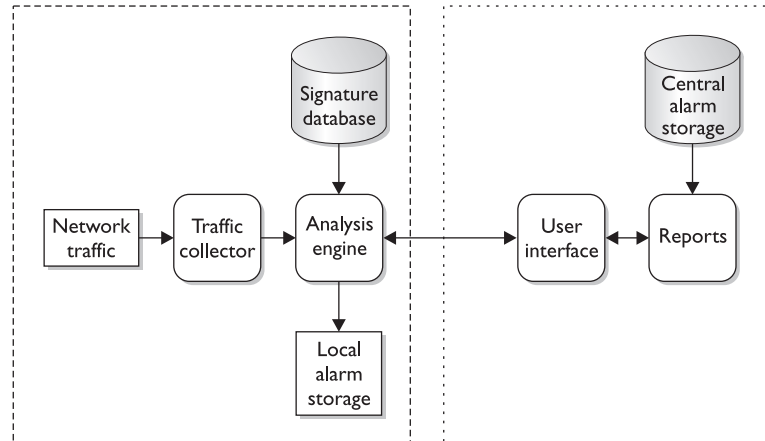 Signature
database
Central
alarm
storage
Network
traffic
Traffic
collector
Analysis
engine
User
interface
Reports
Local
alarm
storage